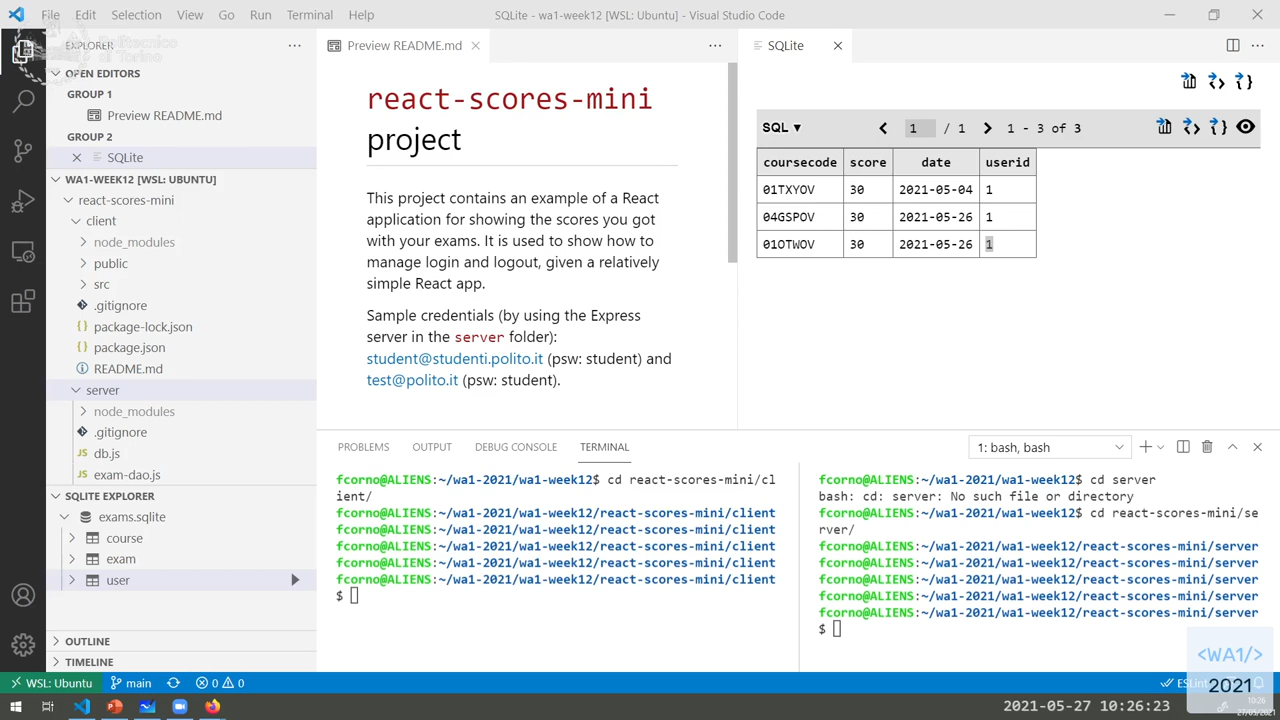 File Edit Selection View Go Run Terminal Help SQLite - wa1-week12 [WSL: Ubuntu] - Visual Studio Code
Politecnico
di Torino
EXPLORER
OPEN EDITORS
GROUP 1
Preview README.md
GROUP 2
SQLite
WA1-WEEK12 [WSL: UBUNTU]
react-scores-mini
client
node_modules
public
src
.gitignore
package-lock.json
package.json
README.md
server
node_modules
.gitignore
db.js
exam-dao.js
SQLITE EXPLORER
exams.sqlite
course
exam
user
OUTLINE
TIMELINE
Preview README.md
react-scores-mini
project
This project contains an example of a React
application for showing the scores you got
with your exams. It is used to show how to
manage login and logout, given a relatively
simple React app.
Sample credentials (by using the Express
server in the server folder):
student@studenti.polito.it (psw: student) and
test@polito.it (psw: student).
SQLite
SQL ▼ 1 / 1 1 - 3 of 3
coursecode score date userid
01TXYOV 30 2021-05-04 1
04GSPOV 30 2021-05-26 1
01OTWOV 30 2021-05-26 1
PROBLEMS OUTPUT DEBUG CONSOLE TERMINAL 1: bash, bash
fcorno@ALIENS:~/wa1-2021/wa1-week12$ cd react-scores-mini/cl
ient/
fcorno@ALIENS:~/wa1-2021/wa1-week12/react-scores-mini/client
fcorno@ALIENS:~/wa1-2021/wa1-week12/react-scores-mini/client
fcorno@ALIENS:~/wa1-2021/wa1-week12/react-scores-mini/client
fcorno@ALIENS:~/wa1-2021/wa1-week12/react-scores-mini/client
fcorno@ALIENS:~/wa1-2021/wa1-week12/react-scores-mini/client
$
fcorno@ALIENS:~/wa1-2021/wa1-week12$ cd server
bash: cd: server: No such file or directory
fcorno@ALIENS:~/wa1-2021/wa1-week12$ cd react-scores-mini/se
rver/
fcorno@ALIENS:~/wa1-2021/wa1-week12/react-scores-mini/server
fcorno@ALIENS:~/wa1-2021/wa1-week12/react-scores-mini/server
fcorno@ALIENS:~/wa1-2021/wa1-week12/react-scores-mini/server
fcorno@ALIENS:~/wa1-2021/wa1-week12/react-scores-mini/server
fcorno@ALIENS:~/wa1-2021/wa1-week12/react-scores-mini/server
$
<WA1/>
2021
WSL: Ubuntu main 0 0 ESLint
2021-05-27 10:26:23
10:26
27/05/2021